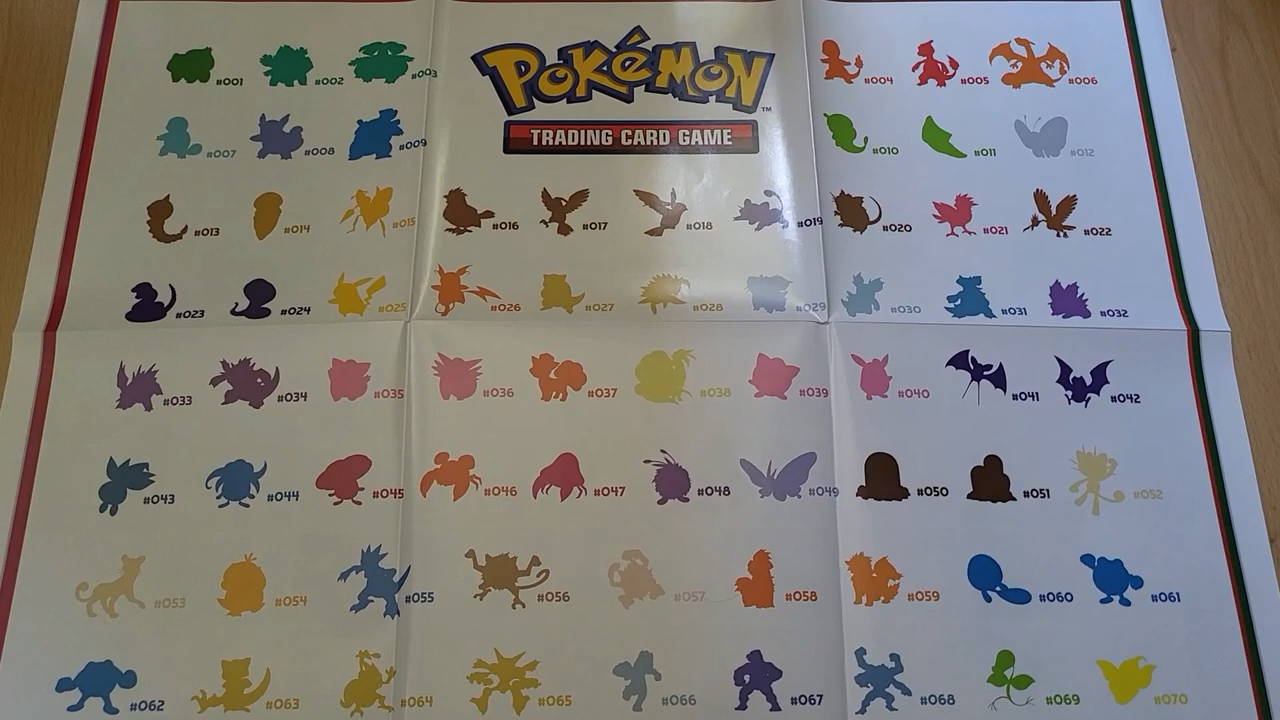 POKéMON™
TRADING CARD GAME
#001 #002 #003 #004 #005 #006
#007 #008 #009 #010 #011 #012
#013 #014 #015 #016 #017 #018 #019 #020 #021 #022
#023 #024 #025 #026 #027 #028 #029 #030 #031 #032
#033 #034 #035 #036 #037 #038 #039 #040 #041 #042
#043 #044 #045 #046 #047 #048 #049 #050 #051 #052
#053 #054 #055 #056 #057 #058 #059 #060 #061
#062 #063 #064 #065 #066 #067 #068 #069 #070